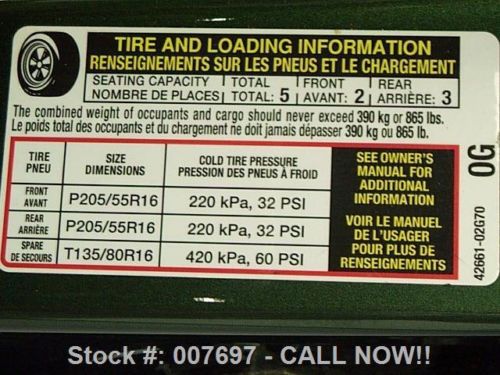 TIRE AND LOADING INFORMATION
RENSEIGNEMENTS SUR LES PNEUS ET LE CHARGEMENT
SEATING CAPACITY TOTAL FRONT REAR
NOMBRE DE PLACES TOTAL: 5 AVANT: 2 ARRIÈRE: 3
The combined weight of occupants and cargo should never exceed 390 kg or 865 lbs.
Le poids total des occupants et du chargement ne doit jamais dépasser 390 kg ou 865 lb.
TIRE
PNEU
SIZE
DIMENSIONS
COLD TIRE PRESSURE
PRESSION DES PNEUS À FROID
FRONT
AVANT
P205/55R16
220 kPa, 32 PSI
REAR
ARRIÈRE
P205/55R16
220 kPa, 32 PSI
SPARE
DE SECOURS
T135/80R16
420 kPa, 60 PSI
SEE OWNER'S
MANUAL FOR
ADDITIONAL
INFORMATION
VOIR LE MANUEL
DE L'USAGER
POUR PLUS DE
RENSEIGNEMENTS
42661-02G70
0G
Stock #: 007697 - CALL NOW!!